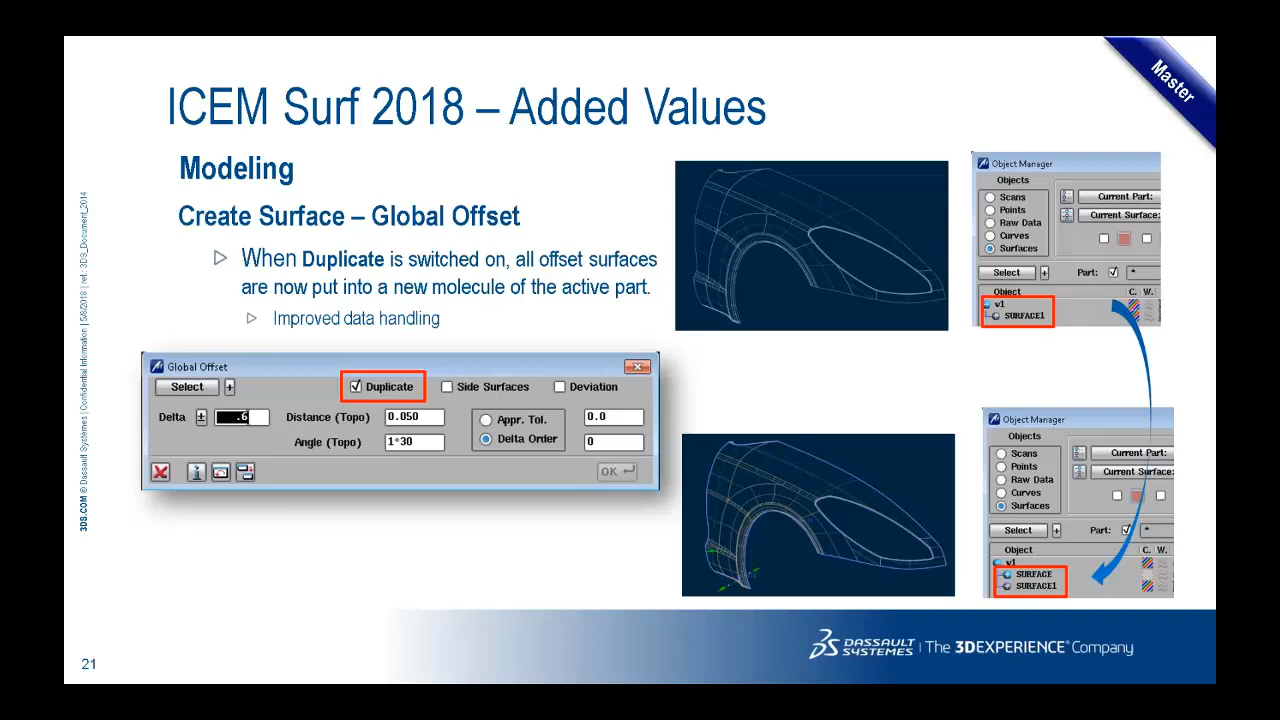 Master
ICEM Surf 2018 – Added Values
Modeling
Create Surface – Global Offset
When Duplicate is switched on, all offset surfaces
are now put into a new molecule of the active part.
Improved data handling
Global Offset
Select + Duplicate Side Surfaces Deviation
Delta ± .6 Distance (Topo) 0.050 Appr. Tol. 0.0
Angle (Topo) 1°30 Delta Order 0
OK
Object Manager
Objects
Scans
Points
Raw Data
Curves
Surfaces
Current Part:
Current Surface:
Select + Part: *
Object C. W.
v1
SURFACE1
Object Manager
Objects
Scans
Points
Raw Data
Curves
Surfaces
Current Part:
Current Surface:
Select + Part: *
Object C. W.
v1
SURFACE
SURFACE1
3DS.COM © Dassault Systèmes | Confidential Information | 5/8/2018 | ref.: 3DS_Document_2014
21
DASSAULT SYSTEMES | The 3DEXPERIENCE® Company